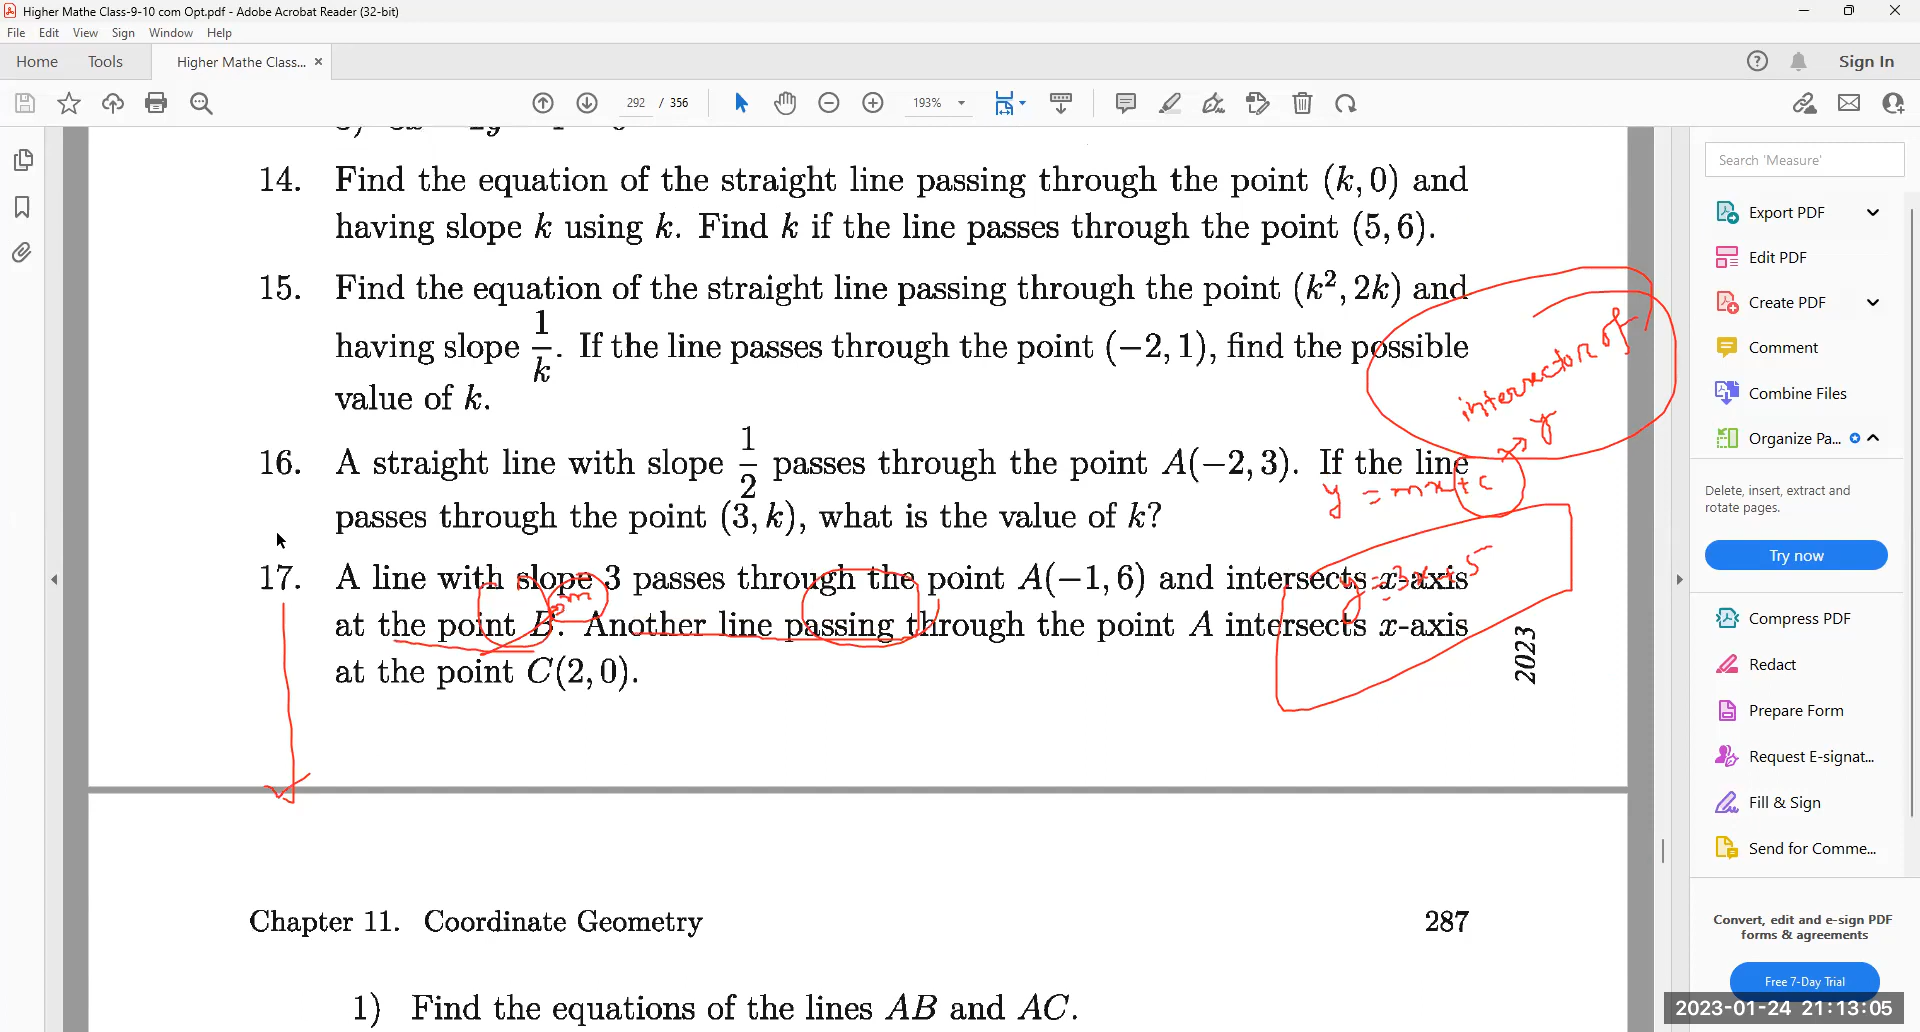 Higher Mathe Class-9-10 com Opt.pdf - Adobe Acrobat Reader (32-bit)
File Edit View Sign Window Help
Home Tools Higher Mathe Class... × Sign In
292 / 356 193%
14. Find the equation of the straight line passing through the point (k, 0) and
having slope k using k. Find k if the line passes through the point (5, 6).
15. Find the equation of the straight line passing through the point (k², 2k) and
having slope 1/k. If the line passes through the point (−2, 1), find the possible
value of k.
intersection of
y
16. A straight line with slope 1/2 passes through the point A(−2, 3). If the line
y = mx + c
passes through the point (3, k), what is the value of k?
17. A line with slope 3 passes through the point A(−1, 6) and intersects x-axis
y = 3x + 5
m
at the point B. Another line passing through the point A intersects x-axis
at the point C(2, 0).
2023
Chapter 11. Coordinate Geometry 287
1) Find the equations of the lines AB and AC.
Search 'Measure'
Export PDF
Edit PDF
Create PDF
Comment
Combine Files
Organize Pa...
Delete, insert, extract and
rotate pages.
Try now
Compress PDF
Redact
Prepare Form
Request E-signat...
Fill & Sign
Send for Comme...
Convert, edit and e-sign PDF
forms & agreements
Free 7-Day Trial
2023-01-24 21:13:05